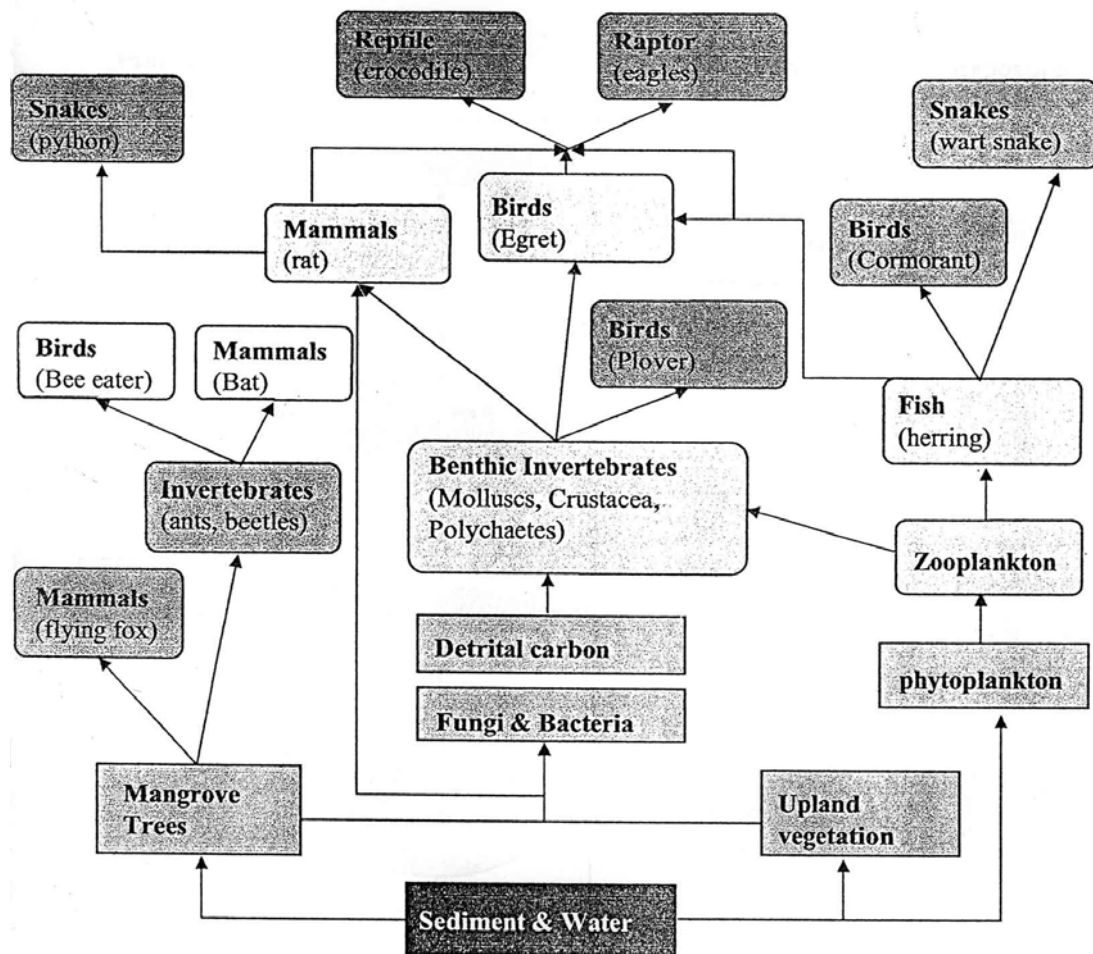 Reptile
(crocodile)
Raptor
(eagles)
Snakes
(python)
Snakes
(wart snake)
Birds
(Egret)
Mammals
(rat)
Birds
(Cormorant)
Birds
(Bee eater)
Mammals
(Bat)
Birds
(Plover)
Fish
(herring)
Benthic Invertebrates
(Molluscs, Crustacea,
Polychaetes)
Invertebrates
(ants, beetles)
Zooplankton
Mammals
(flying fox)
Detrital carbon
phytoplankton
Fungi & Bacteria
Mangrove
Trees
Upland
vegetation
Sediment & Water